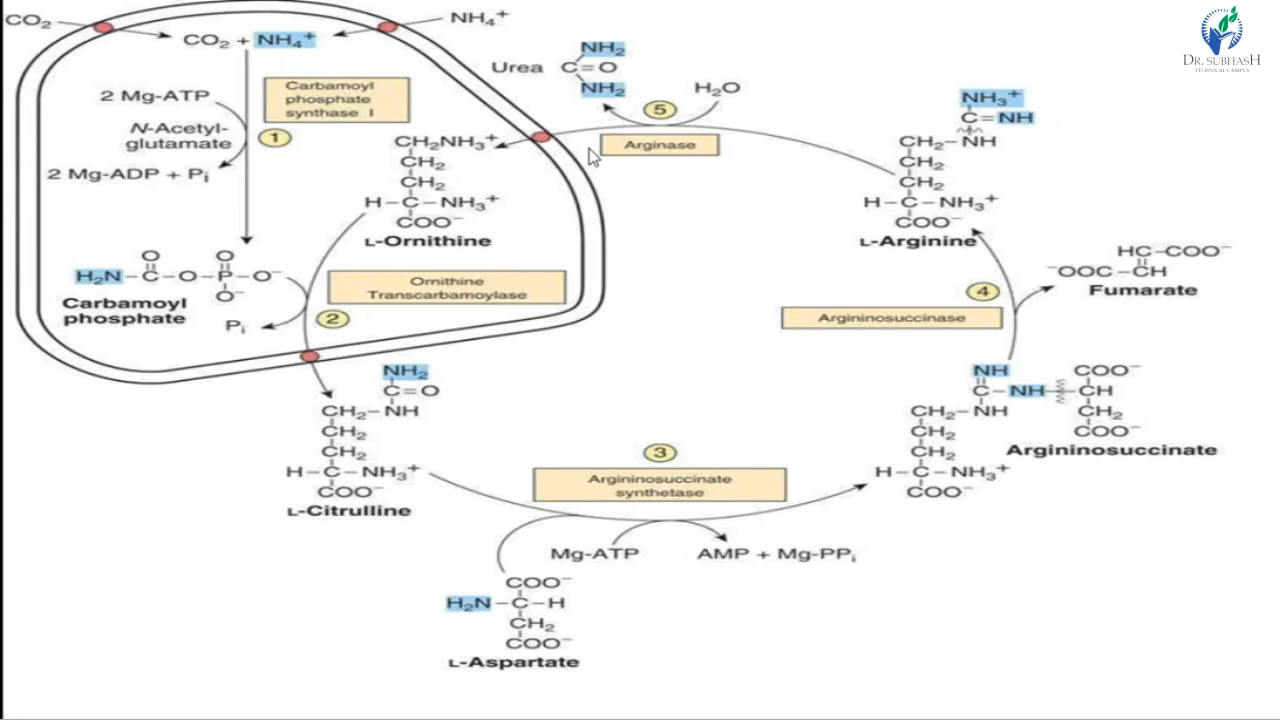 CO₂
NH₄⁺
CO₂ + NH₄⁺
2 Mg-ATP
N-Acetyl-
glutamate
2 Mg-ADP + Pᵢ
1
Carbamoyl
phosphate
synthase I
H₂N–C–O–P–O⁻
O
O
O⁻
Carbamoyl
phosphate
Pᵢ
CH₂NH₃⁺
CH₂
CH₂
H–C–NH₃⁺
COO⁻
L-Ornithine
Ornithine
Transcarbamoylase
2
NH₂
C=O
CH₂–NH
CH₂
CH₂
H–C–NH₃⁺
COO⁻
L-Citrulline
3
Argininosuccinate
synthetase
Mg-ATP
AMP + Mg-PPᵢ
COO⁻
H₂N–C–H
CH₂
COO⁻
L-Aspartate
NH
C–NH–CH
COO⁻
CH₂–NH
CH₂
COO⁻
CH₂
CH₂
H–C–NH₃⁺
COO⁻
Argininosuccinate
4
Argininosuccinase
HC–COO⁻
⁻OOC–CH
Fumarate
NH₃⁺
C=NH
CH₂–NH
CH₂
CH₂
H–C–NH₃⁺
COO⁻
L-Arginine
5
Arginase
H₂O
Urea
NH₂
C=O
NH₂
DR. SUBHASH
TECHNICAL CAMPUS